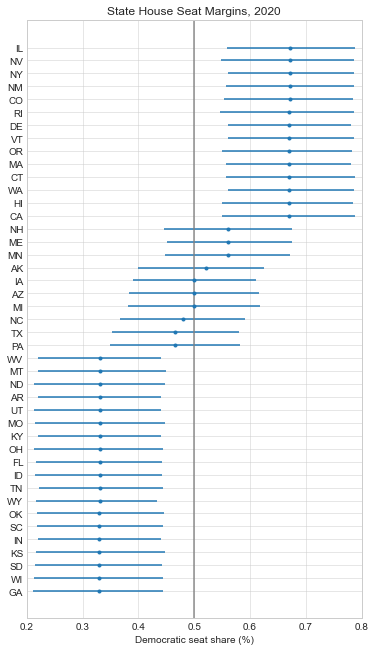 State House Seat Margins, 2020
IL
NV
NY
NM
CO
RI
DE
VT
OR
MA
CT
WA
HI
CA
NH
ME
MN
AK
IA
AZ
MI
NC
TX
PA
WV
MT
ND
AR
UT
MO
KY
OH
FL
ID
TN
WY
OK
SC
IN
KS
SD
WI
GA
0.2 0.3 0.4 0.5 0.6 0.7 0.8
Democratic seat share (%)